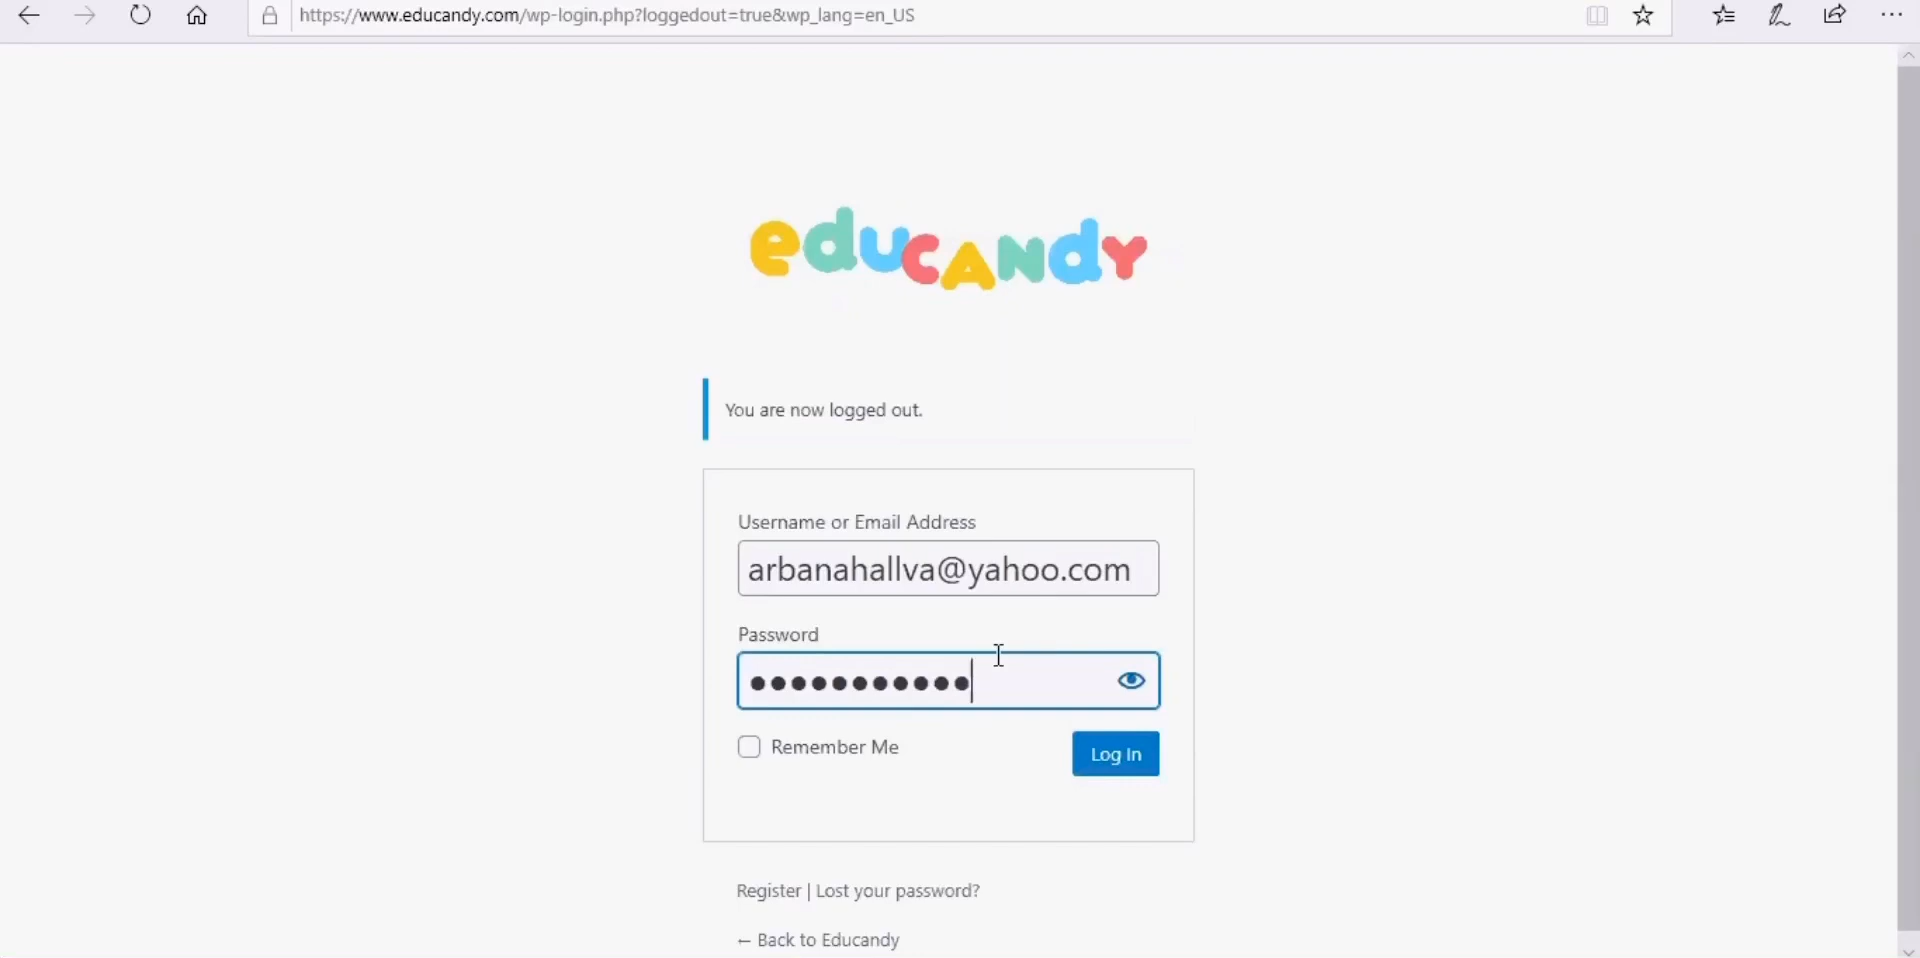 https://www.educandy.com/wp-login.php?loggedout=true&wp_lang=en_US
eduCANdy
You are now logged out.
Username or Email Address
arbanahallva@yahoo.com
Password
Remember Me
Log In
Register | Lost your password?
← Back to Educandy